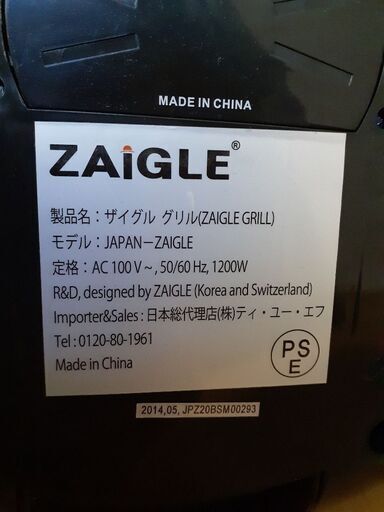 MADE IN CHINA
ZAiGLE®
製品名：ザイグル グリル(ZAIGLE GRILL)
モデル：JAPAN－ZAIGLE
定格：AC 100 V ~, 50/60 Hz, 1200W
R&D, designed by ZAIGLE (Korea and Switzerland)
Importer&Sales : 日本総代理店(株)ティ・ユー・エフ
Tel : 0120-80-1961
Made in China
PS
E
2014,05, JPZ20BSM00293